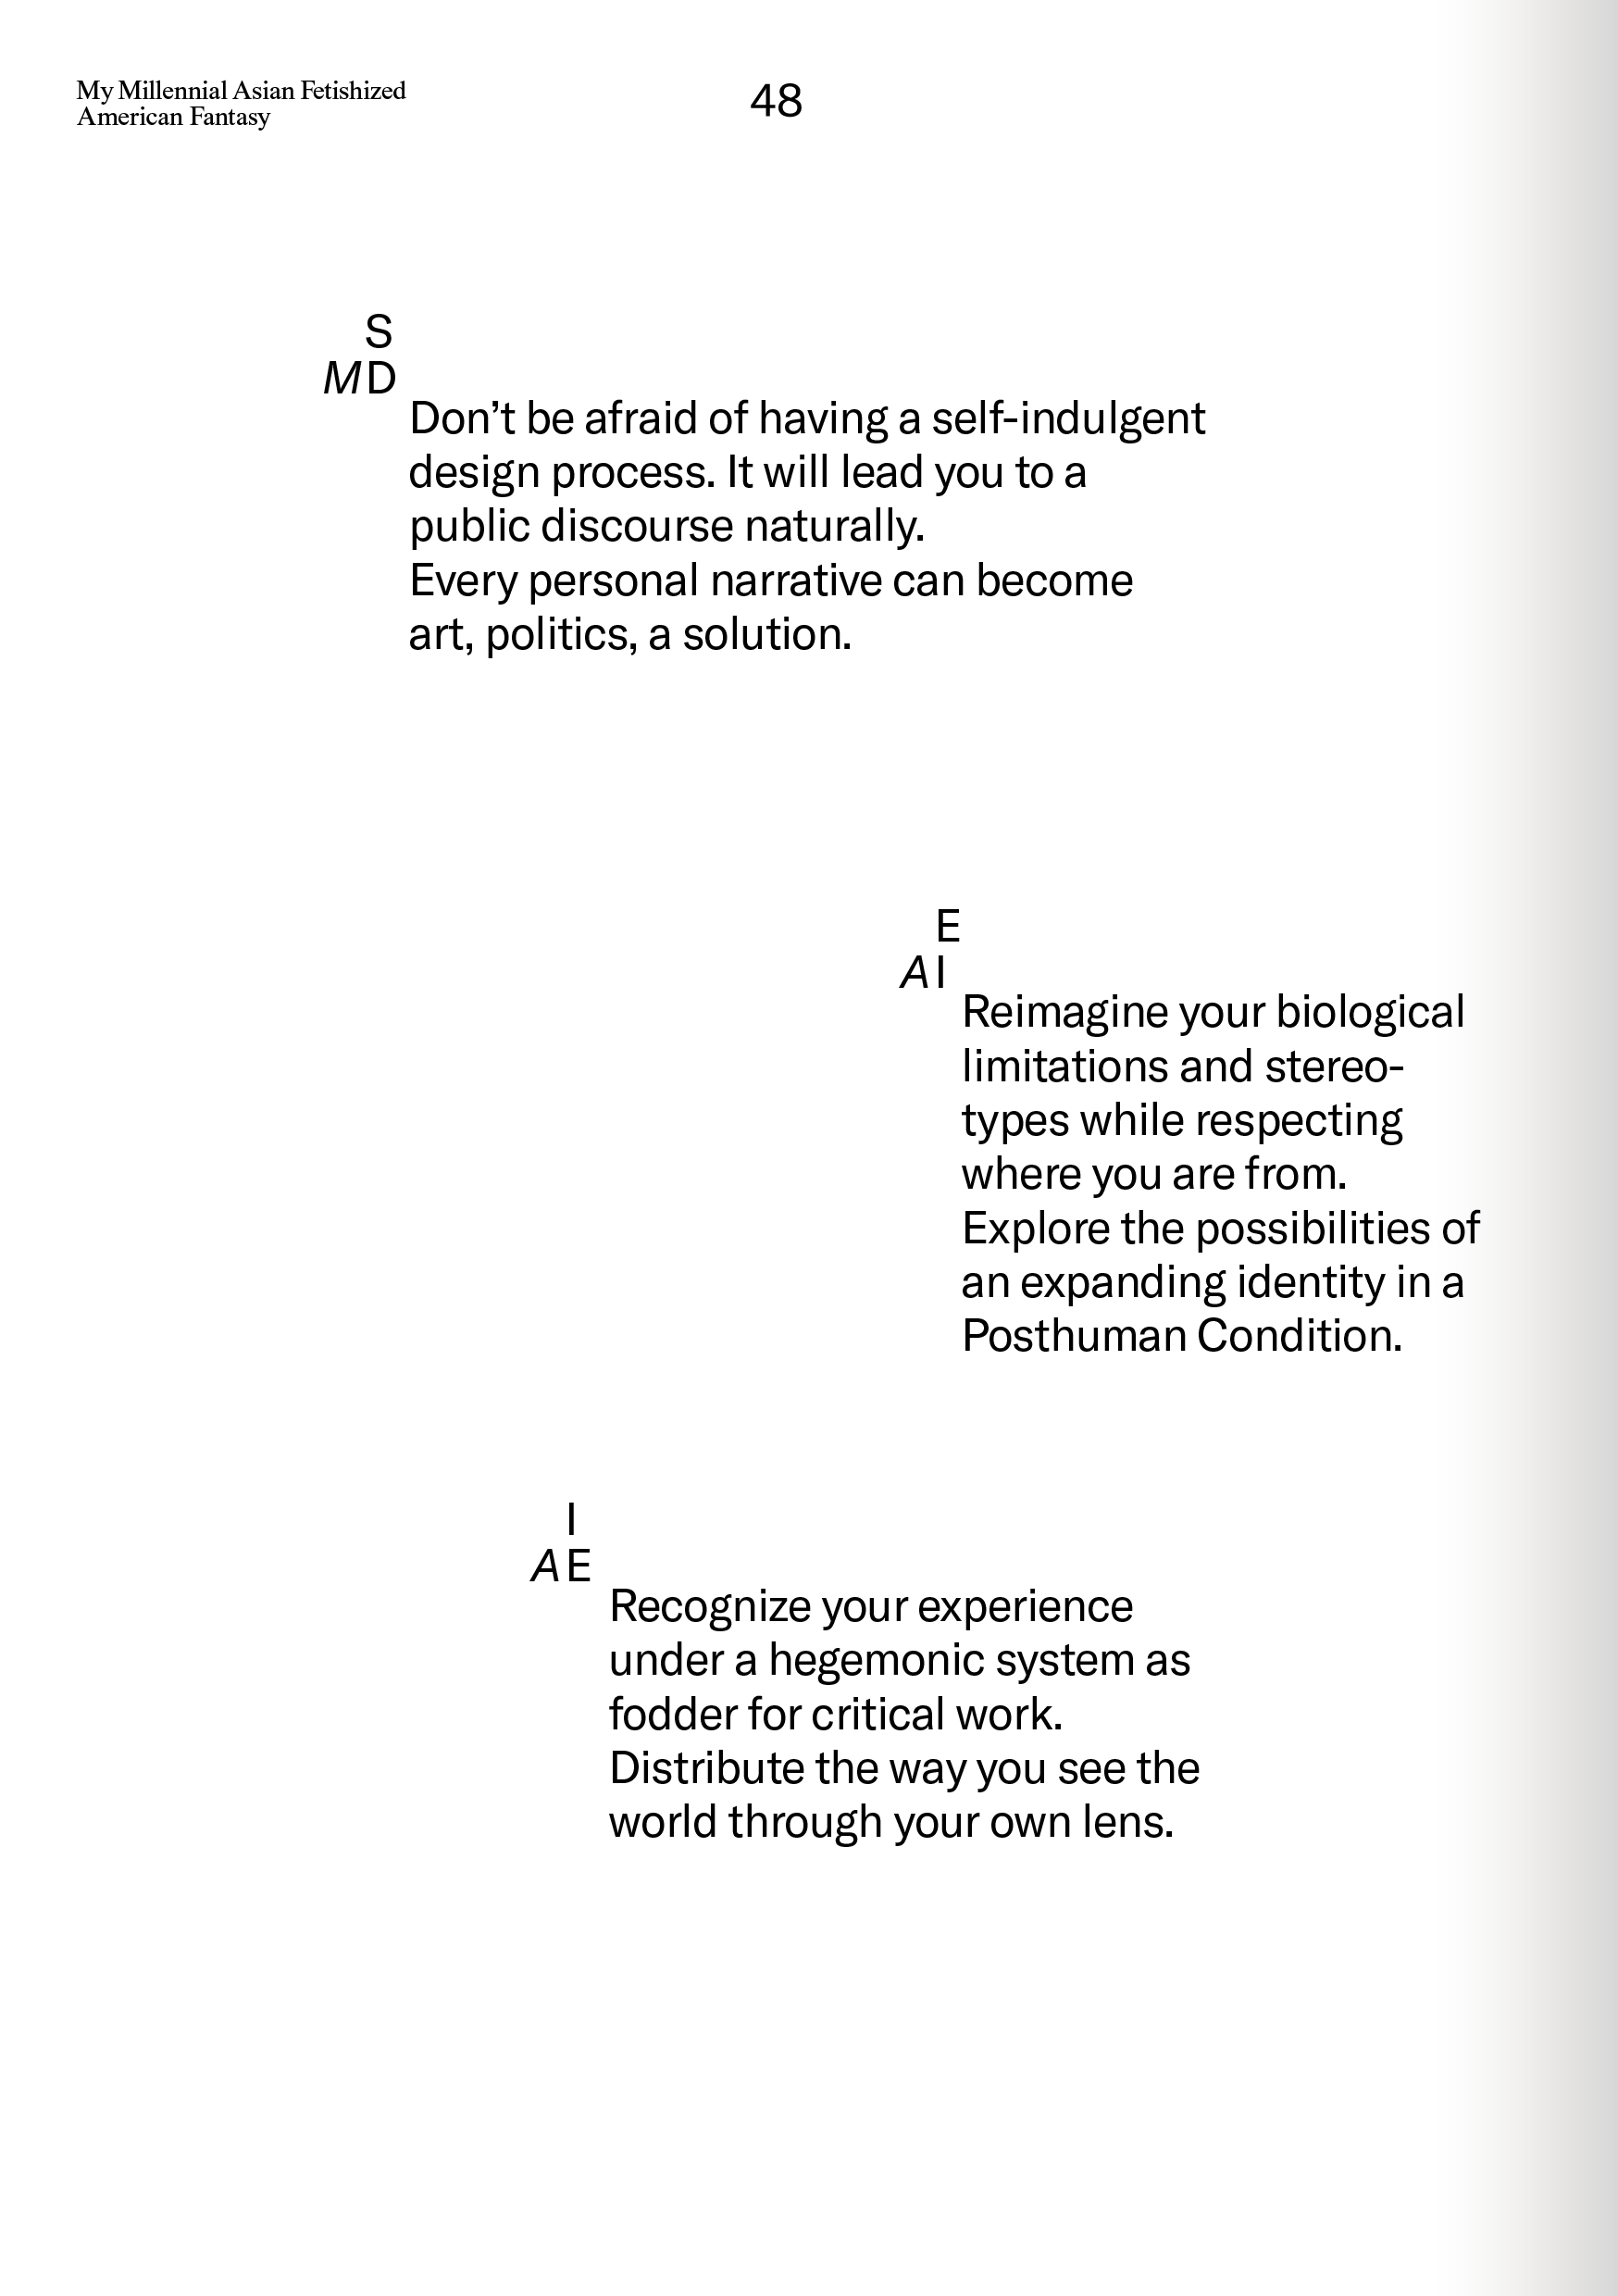 My Millennial Asian Fetishized
American Fantasy
48
S
MD
Don’t be afraid of having a self-indulgent
design process. It will lead you to a
public discourse naturally.
Every personal narrative can become
art, politics, a solution.
E
AI
Reimagine your biological
limitations and stereo-
types while respecting
where you are from.
Explore the possibilities of
an expanding identity in a
Posthuman Condition.
I
AE
Recognize your experience
under a hegemonic system as
fodder for critical work.
Distribute the way you see the
world through your own lens.